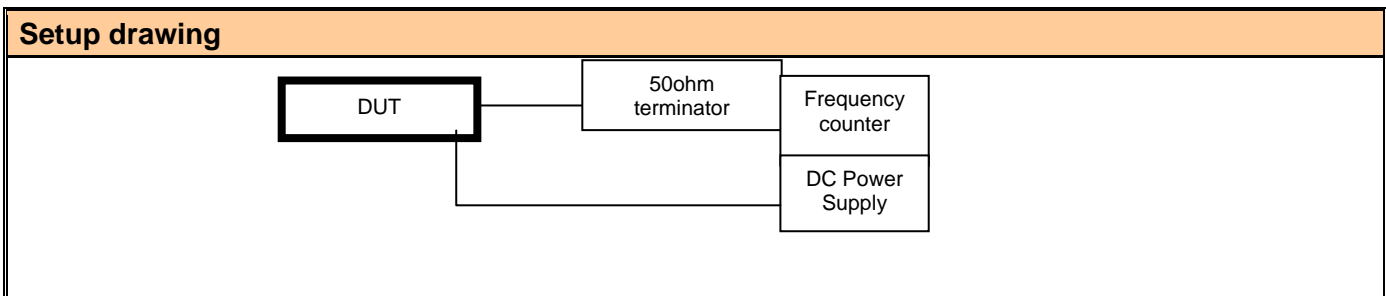 Setup drawing
DUT
50ohm
terminator
Frequency
counter
DC Power
Supply